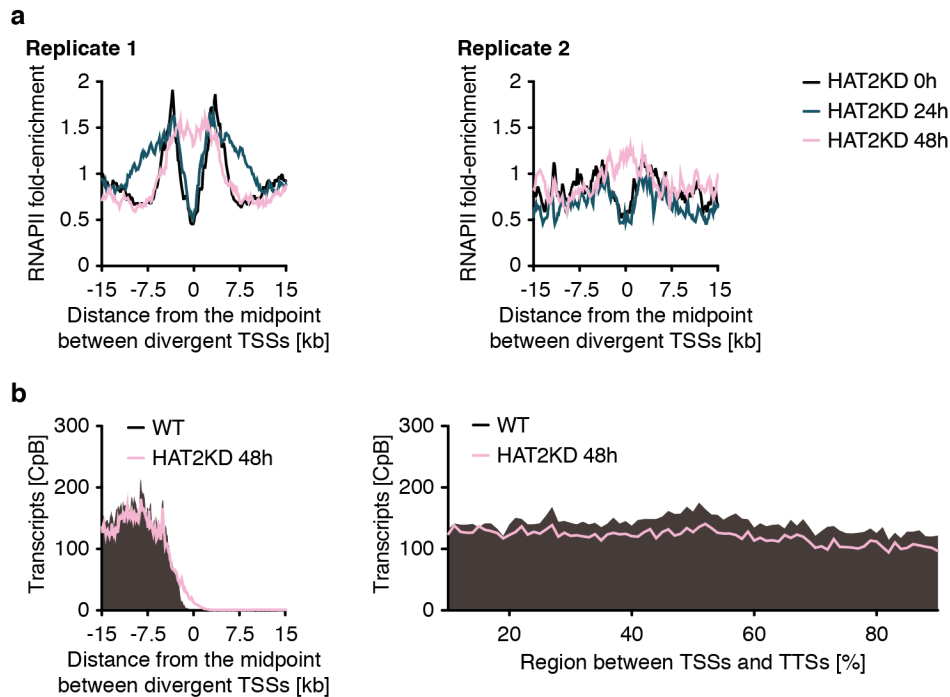 a
Replicate 1
RNAPII fold-enrichment
2
1.5
1
0.5
0
-15 -7.5 0 7.5 15
Distance from the midpoint
between divergent TSSs [kb]
Replicate 2
RNAPII fold-enrichment
2
1.5
1
0.5
0
-15 -7.5 0 7.5 15
Distance from the midpoint
between divergent TSSs [kb]
HAT2KD 0h
HAT2KD 24h
HAT2KD 48h
b
Transcripts [CpB]
300
200
100
0
WT
HAT2KD 48h
-15 -7.5 0 7.5 15
Distance from the midpoint
between divergent TSSs [kb]
Transcripts [CpB]
300
200
100
0
WT
HAT2KD 48h
20 40 60 80
Region between TSSs and TTSs [%]